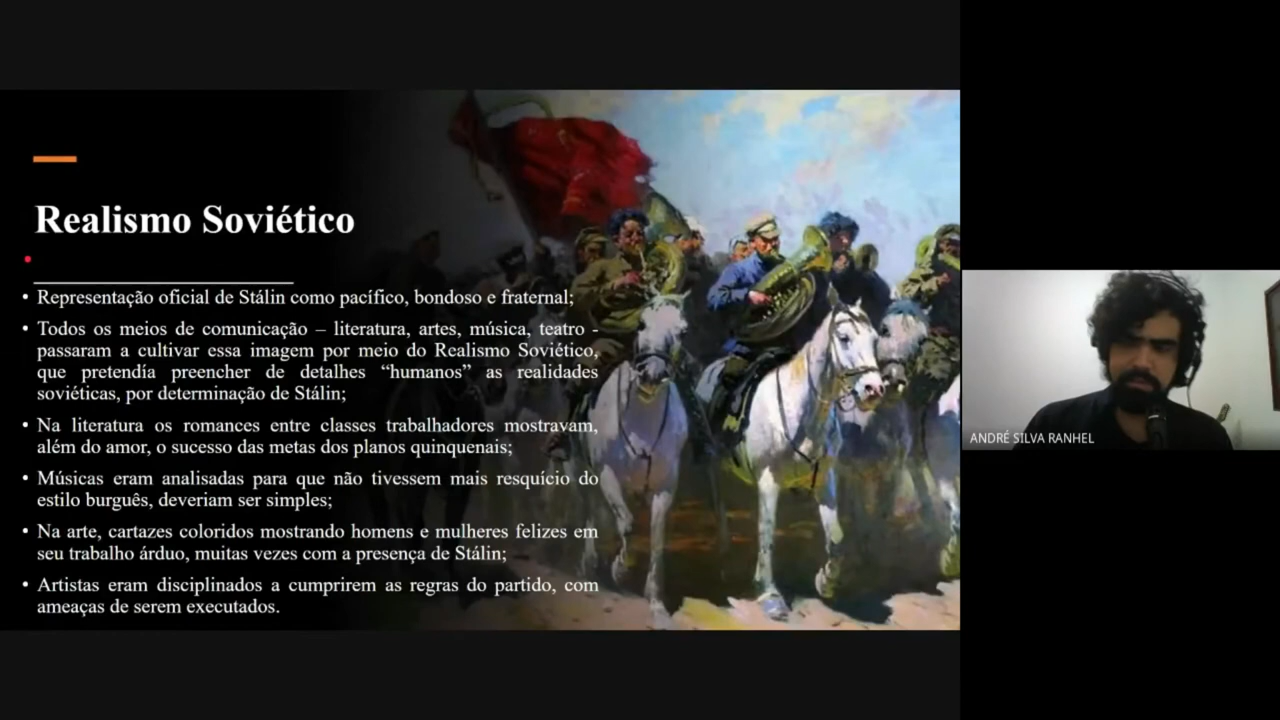 Realismo Soviético
• Representação oficial de Stálin como pacífico, bondoso e fraternal;
• Todos os meios de comunicação – literatura, artes, música, teatro -
passaram a cultivar essa imagem por meio do Realismo Soviético,
que pretendía preencher de detalhes “humanos” as realidades
soviéticas, por determinação de Stálin;
• Na literatura os romances entre classes trabalhadores mostravam,
além do amor, o sucesso das metas dos planos quinquenais;
• Músicas eram analisadas para que não tivessem mais resquício do
estilo burguês, deveriam ser simples;
• Na arte, cartazes coloridos mostrando homens e mulheres felizes em
seu trabalho árduo, muitas vezes com a presença de Stálin;
• Artistas eram disciplinados a cumprirem as regras do partido, com
ameaças de serem executados.
ANDRÉ SILVA RANHEL